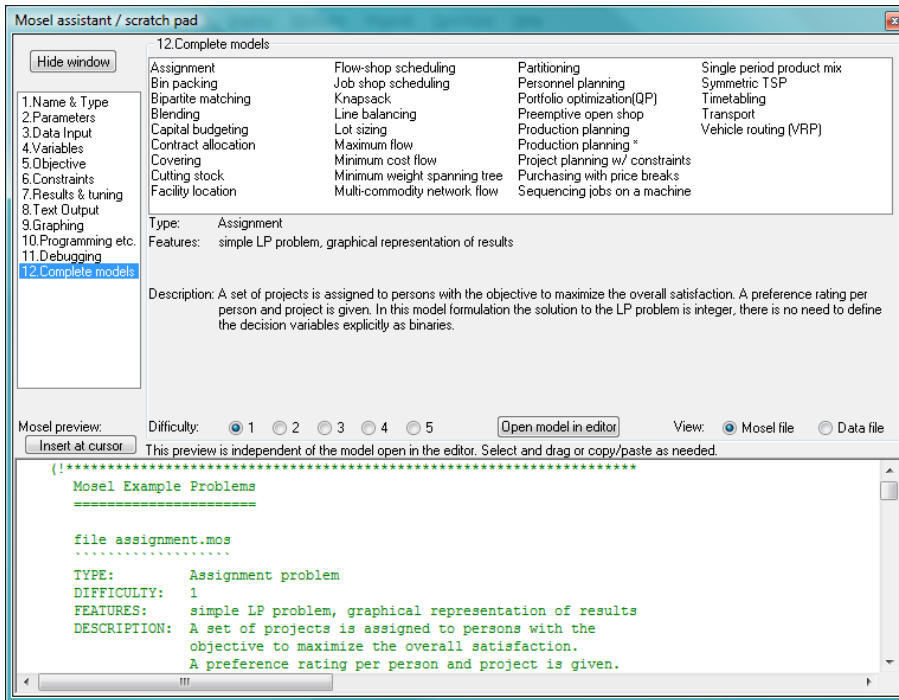 Mosel assistant / scratch pad
Hide window
12.Complete models
1.Name & Type
2.Parameters
3.Data Input
4.Variables
5.Objective
6.Constraints
7.Results & tuning
8.Text Output
9.Graphing
10.Programming etc.
11.Debugging
12.Complete models
Assignment
Bin packing
Bipartite matching
Blending
Capital budgeting
Contract allocation
Covering
Cutting stock
Facility location
Flow-shop scheduling
Job shop scheduling
Knapsack
Line balancing
Lot sizing
Maximum flow
Minimum cost flow
Minimum weight spanning tree
Multi-commodity network flow
Partitioning
Personnel planning
Portfolio optimization(QP)
Preemptive open shop
Production planning
Production planning *
Project planning w/ constraints
Purchasing with price breaks
Sequencing jobs on a machine
Single period product mix
Symmetric TSP
Timetabling
Transport
Vehicle routing (VRP)
Type: Assignment
Features: simple LP problem, graphical representation of results
Description: A set of projects is assigned to persons with the objective to maximize the overall satisfaction. A preference rating per
person and project is given. In this model formulation the solution to the LP problem is integer, there is no need to define
the decision variables explicitly as binaries.
Mosel preview:
Difficulty: 1 2 3 4 5
Open model in editor
View: Mosel file Data file
Insert at cursor
This preview is independent of the model open in the editor. Select and drag or copy/paste as needed.
(!*********************************************************************
Mosel Example Problems
======================
file assignment.mos
```````````````````
TYPE: Assignment problem
DIFFICULTY: 1
FEATURES: simple LP problem, graphical representation of results
DESCRIPTION: A set of projects is assigned to persons with the
objective to maximize the overall satisfaction.
A preference rating per person and project is given.